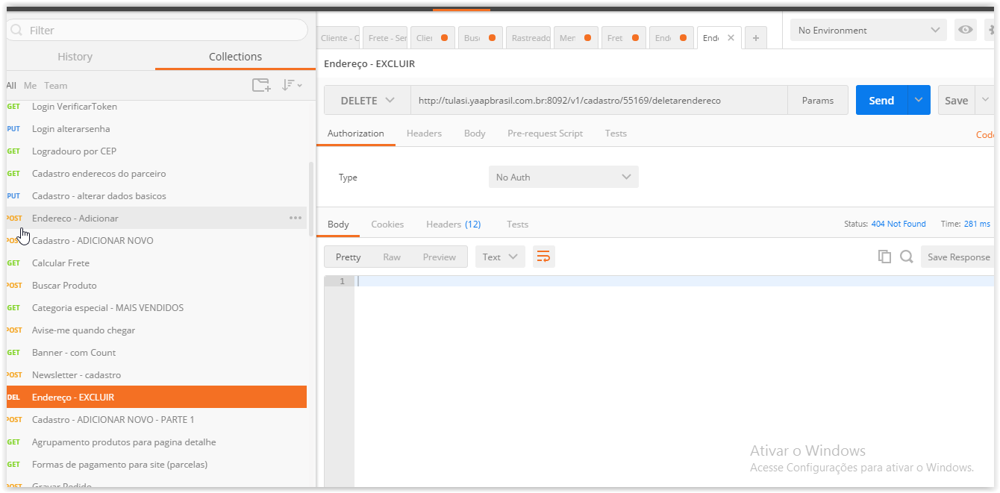 Filter
History Collections
All Me Team
GET Login VerificarToken
PUT Login alterarsenha
GET Logradouro por CEP
GET Cadastro enderecos do parceiro
PUT Cadastro - alterar dados basicos
POST Endereco - Adicionar
POST Cadastro - ADICIONAR NOVO
GET Calcular Frete
POST Buscar Produto
GET Categoria especial - MAIS VENDIDOS
POST Avise-me quando chegar
GET Banner - com Count
POST Newsletter - cadastro
DEL Endereço - EXCLUIR
POST Cadastro - ADICIONAR NOVO - PARTE 1
GET Agrupamento produtos para pagina detalhe
GET Formas de pagamento para site (parcelas)
POST Gravar Pedido
Cliente - C Frete - Ser Clier Busc Rastreado Mer Fret Ende Ende
No Environment
Endereço - EXCLUIR
DELETE http://tulasi.yaapbrasil.com.br:8092/v1/cadastro/55169/deletarendereco Params Send Save
Authorization Headers Body Pre-request Script Tests Code
Type No Auth
Body Cookies Headers (12) Tests Status: 404 Not Found Time: 281 ms
Pretty Raw Preview Text Save Response
1
Ativar o Windows
Acesse Configurações para ativar o Windows.